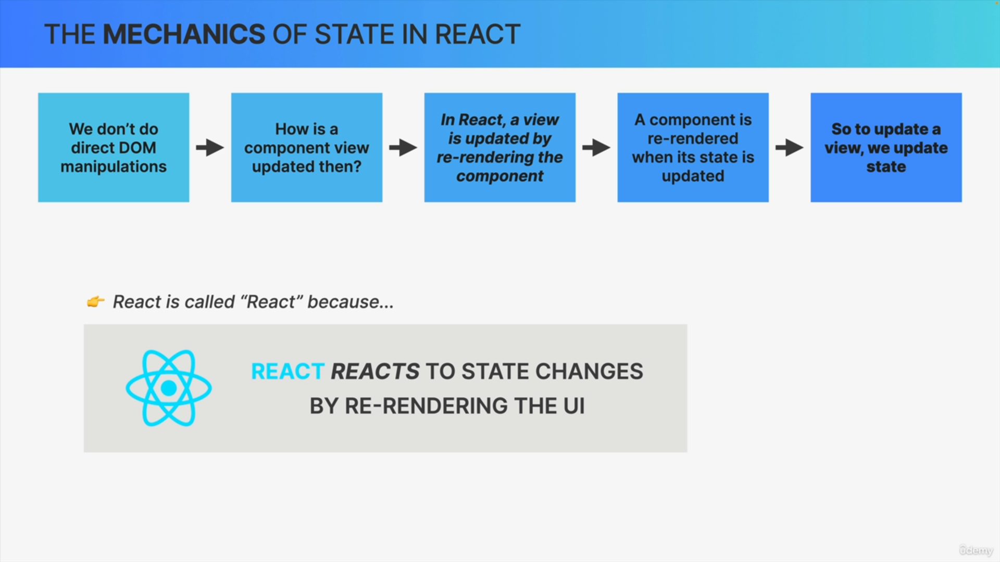 THE MECHANICS OF STATE IN REACT
We don’t do
direct DOM
manipulations
How is a
component view
updated then?
In React, a view
is updated by
re-rendering the
component
A component is
re-rendered
when its state is
updated
So to update a
view, we update
state
👉 React is called “React” because…
REACT REACTS TO STATE CHANGES
BY RE-RENDERING THE UI
ûdemy